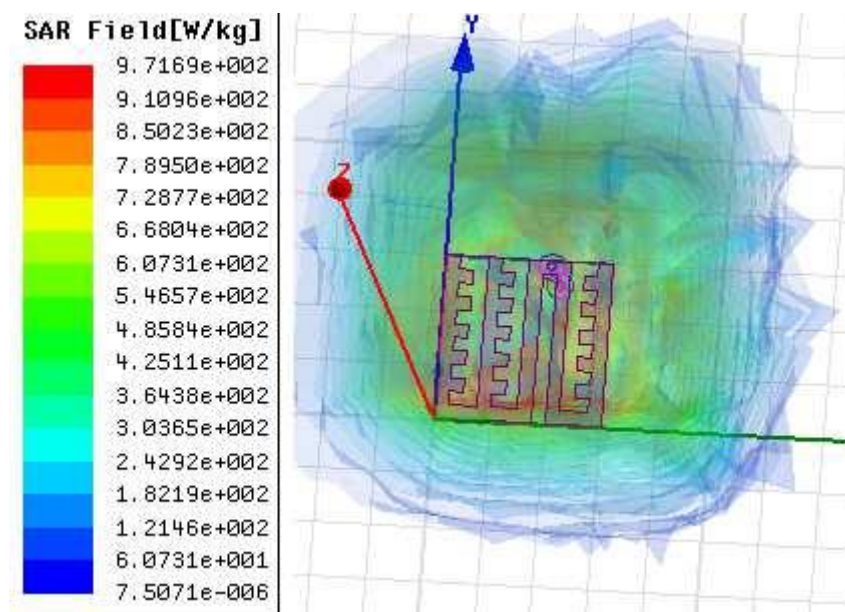 SAR Field[W/kg]
9.7169e+002
9.1096e+002
8.5023e+002
7.8950e+002
7.2877e+002
6.6804e+002
6.0731e+002
5.4657e+002
4.8584e+002
4.2511e+002
3.6438e+002
3.0365e+002
2.4292e+002
1.8219e+002
1.2146e+002
6.0731e+001
7.5071e-006
Y
Z